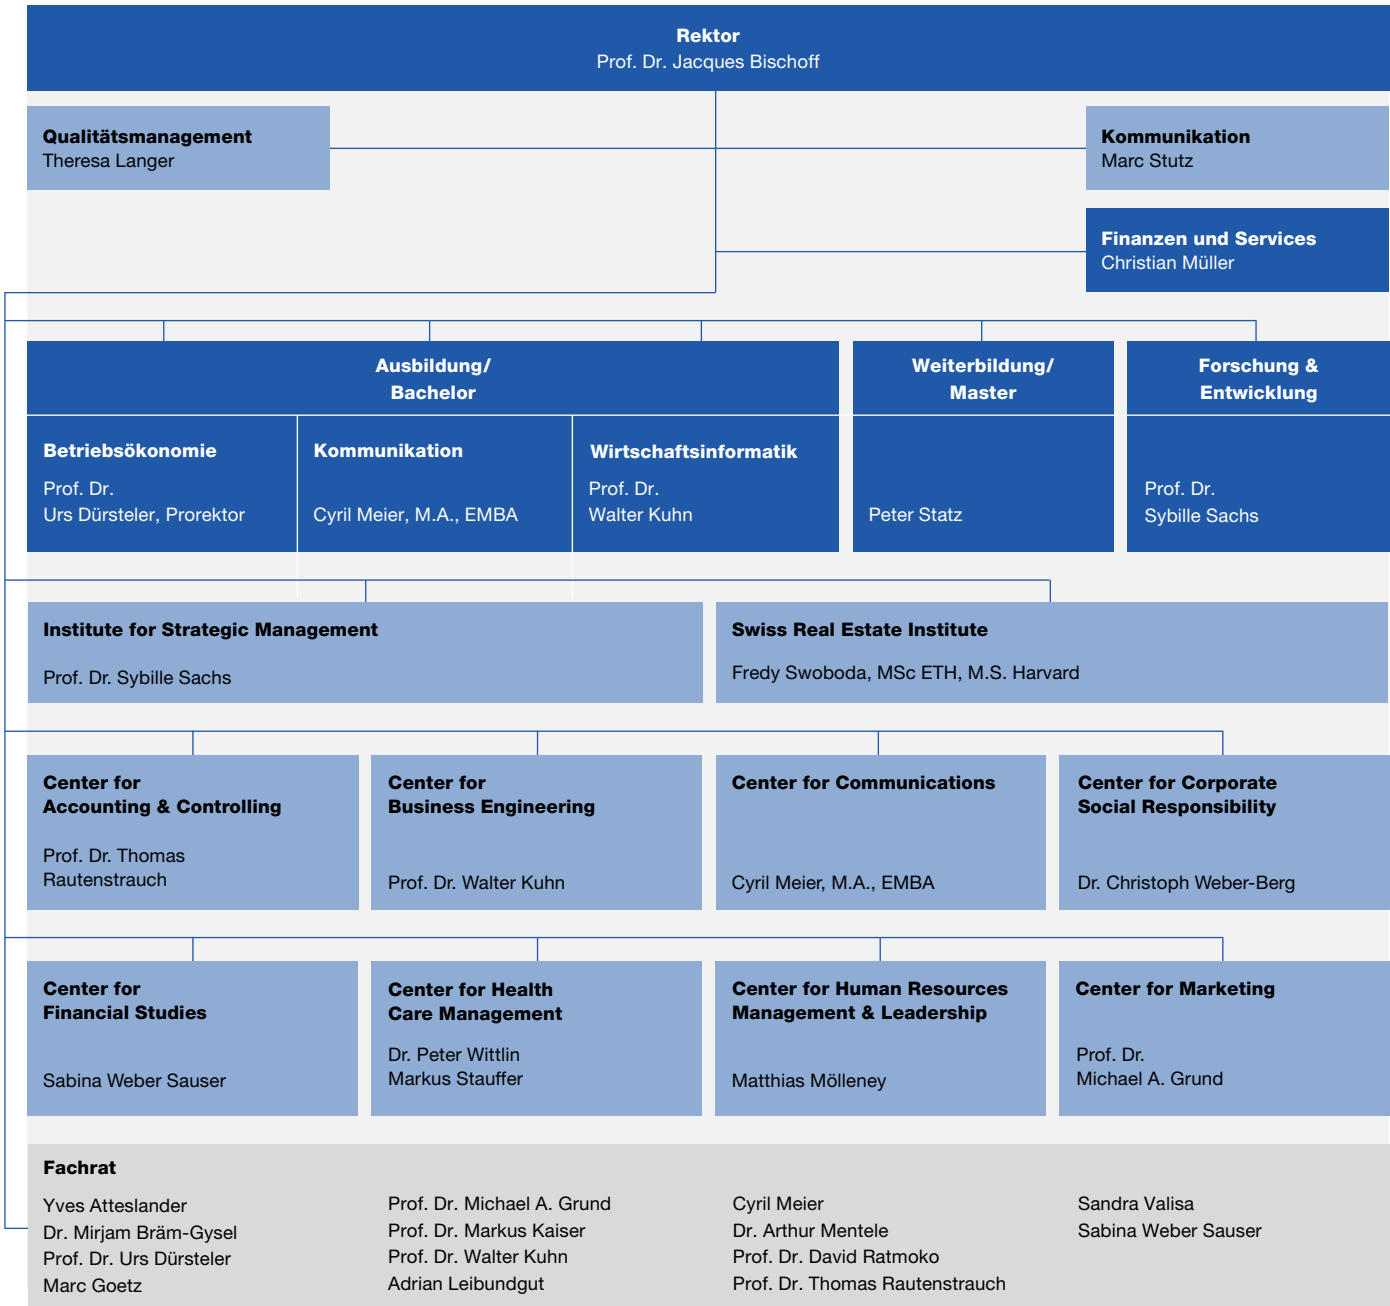 Rektor
Prof. Dr. Jacques Bischoff
Qualitätsmanagement
Theresa Langer
Kommunikation
Marc Stutz
Finanzen und Services
Christian Müller
Ausbildung/
Bachelor
Betriebsökonomie
Prof. Dr.
Urs Dürsteler, Prorektor
Kommunikation
Cyril Meier, M.A., EMBA
Wirtschaftsinformatik
Prof. Dr.
Walter Kuhn
Weiterbildung/
Master
Peter Statz
Forschung &
Entwicklung
Prof. Dr.
Sybille Sachs
Institute for Strategic Management
Prof. Dr. Sybille Sachs
Swiss Real Estate Institute
Fredy Swoboda, MSc ETH, M.S. Harvard
Center for
Accounting & Controlling
Prof. Dr. Thomas
Rautenstrauch
Center for
Business Engineering
Prof. Dr. Walter Kuhn
Center for Communications
Cyril Meier, M.A., EMBA
Center for Corporate
Social Responsibility
Dr. Christoph Weber-Berg
Center for
Financial Studies
Sabina Weber Sauser
Center for Health
Care Management
Dr. Peter Wittlin
Markus Stauffer
Center for Human Resources
Management & Leadership
Matthias Mölleney
Center for Marketing
Prof. Dr.
Michael A. Grund
Fachrat
Yves Atteslander
Dr. Mirjam Bräm-Gysel
Prof. Dr. Urs Dürsteler
Marc Goetz
Prof. Dr. Michael A. Grund
Prof. Dr. Markus Kaiser
Prof. Dr. Walter Kuhn
Adrian Leibundgut
Cyril Meier
Dr. Arthur Mentele
Prof. Dr. David Ratmoko
Prof. Dr. Thomas Rautenstrauch
Sandra Valisa
Sabina Weber Sauser